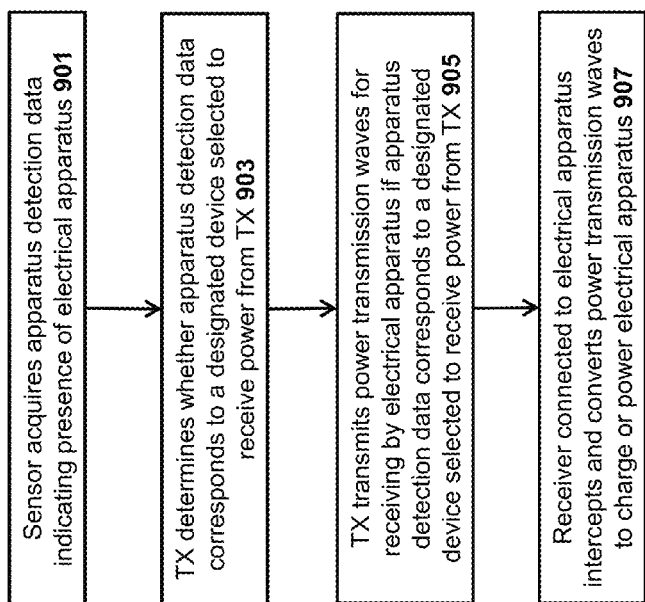 Sensor acquires apparatus detection data
indicating presence of electrical apparatus 901
TX determines whether apparatus detection data
corresponds to a designated device selected to
receive power from TX 903
TX transmits power transmission waves for
receiving by electrical apparatus if apparatus
detection data corresponds to a designated
device selected to receive power from TX 905
Receiver connected to electrical apparatus
intercepts and converts power transmission waves
to charge or power electrical apparatus 907